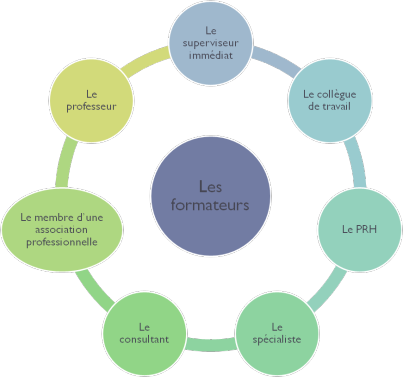 Le
superviseur
immédiat
Le collègue
de travail
Le PRH
Le
spécialiste
Le
consultant
Le membre d'une
association
professionnelle
Le
professeur
Les
formateurs